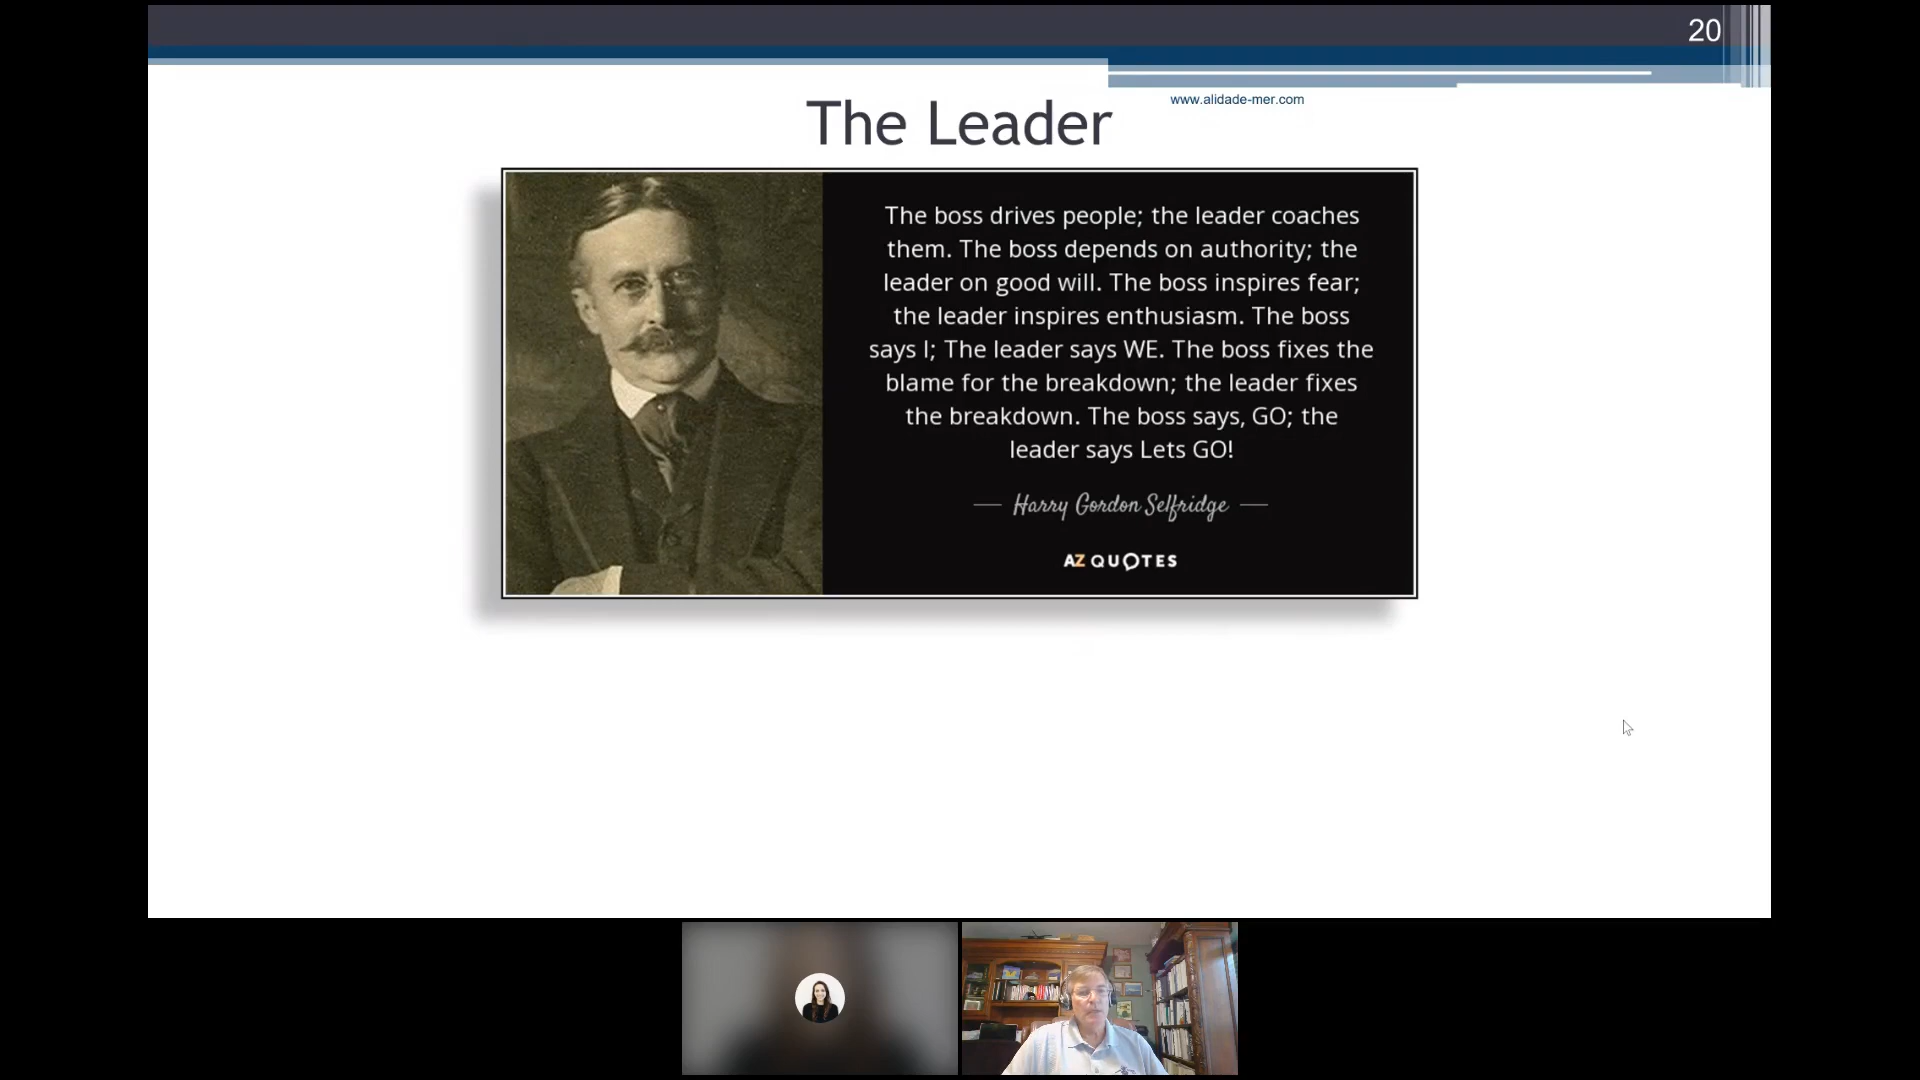 20
www.alidade-mer.com
The Leader
The boss drives people; the leader coaches
them. The boss depends on authority; the
leader on good will. The boss inspires fear;
the leader inspires enthusiasm. The boss
says I; The leader says WE. The boss fixes the
blame for the breakdown; the leader fixes
the breakdown. The boss says, GO; the
leader says Lets GO!
Harry Gordon Selfridge
AZ QUOTES